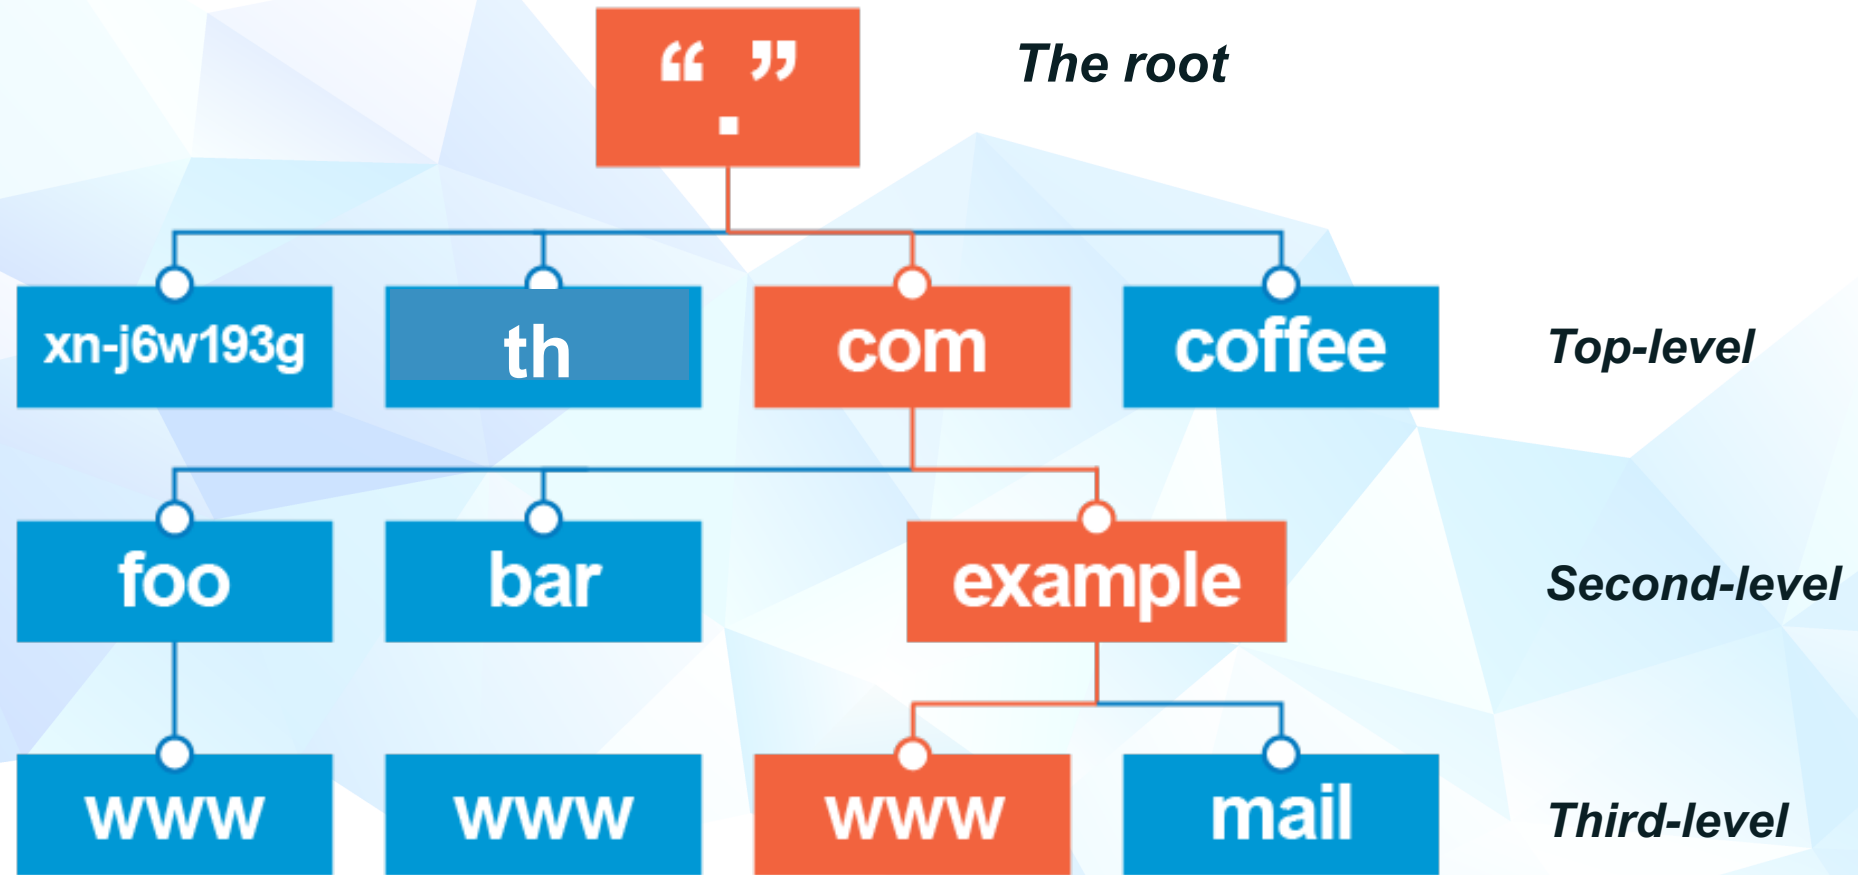 “ ”
.
The root
xn-j6w193g
th
com
coffee
Top-level
foo
bar
example
Second-level
www
www
www
mail
Third-level